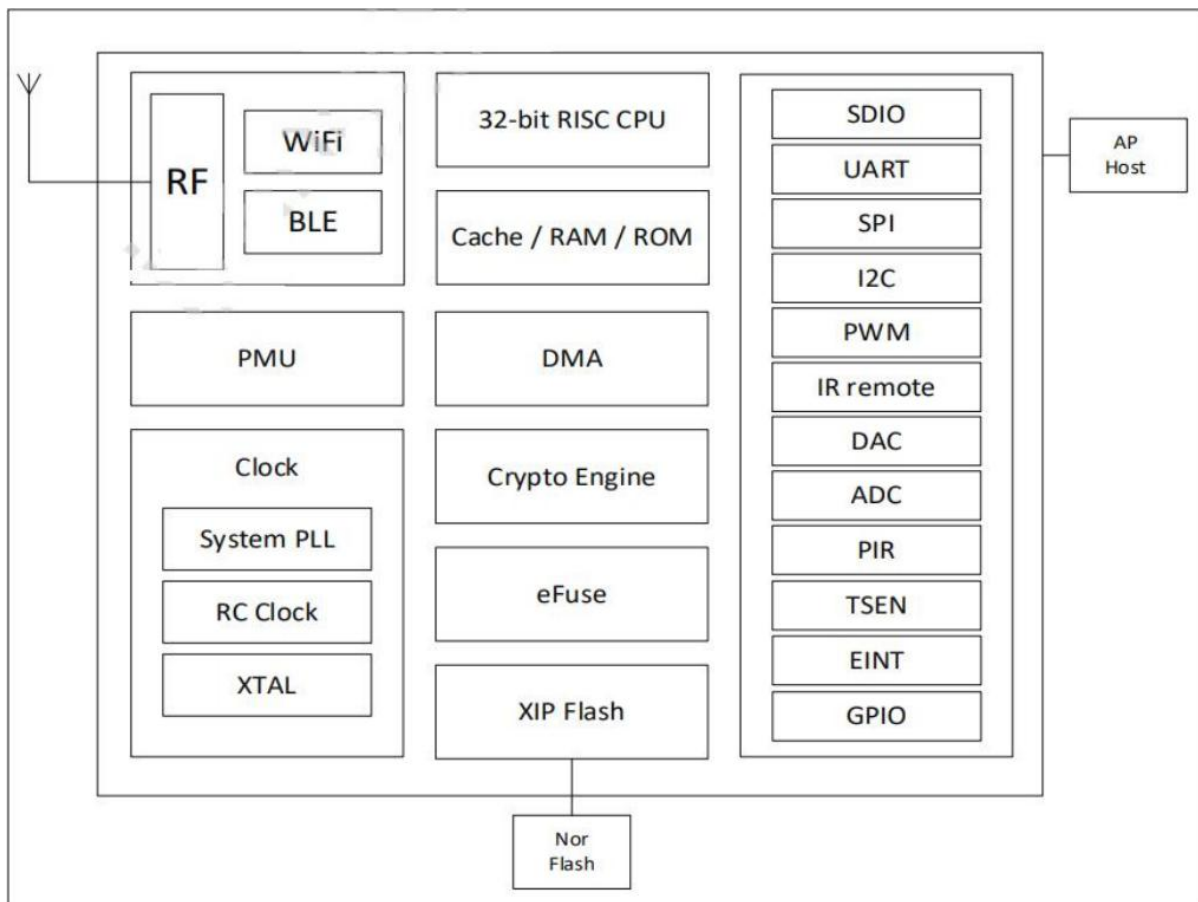 RF
WiFi
BLE
PMU
Clock
System PLL
RC Clock
XTAL
32-bit RISC CPU
Cache / RAM / ROM
DMA
Crypto Engine
eFuse
XIP Flash
SDIO
UART
SPI
I2C
PWM
IR remote
DAC
ADC
PIR
TSEN
EINT
GPIO
AP
Host
Nor
Flash